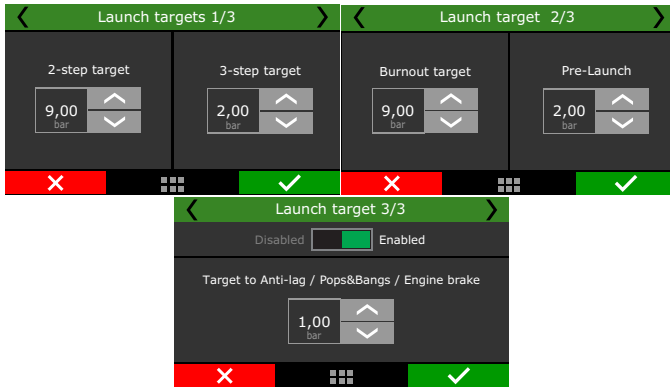 Launch targets 1/3
2-step target
9,00
bar
3-step target
2,00
bar
Launch target 2/3
Burnout target
9,00
bar
Pre-Launch
2,00
bar
Launch target 3/3
Disabled Enabled
Target to Anti-lag / Pops&Bangs / Engine brake
1,00
bar